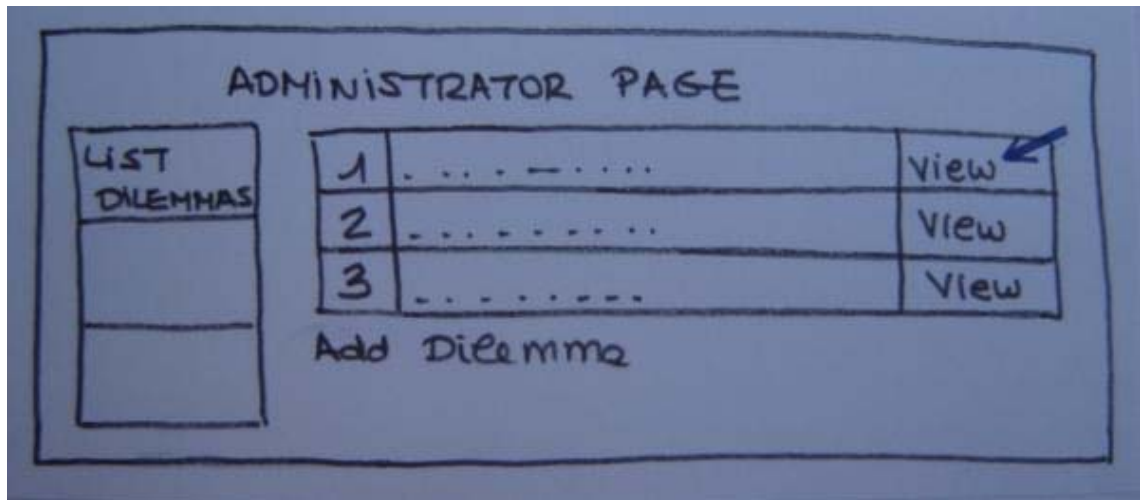 ADMINISTRATOR PAGE
LIST
DILEMMAS
1 . . . . - . . . . View
2 . . . . . . . . . View
3 . . . . . . . . View
Add Dilemma